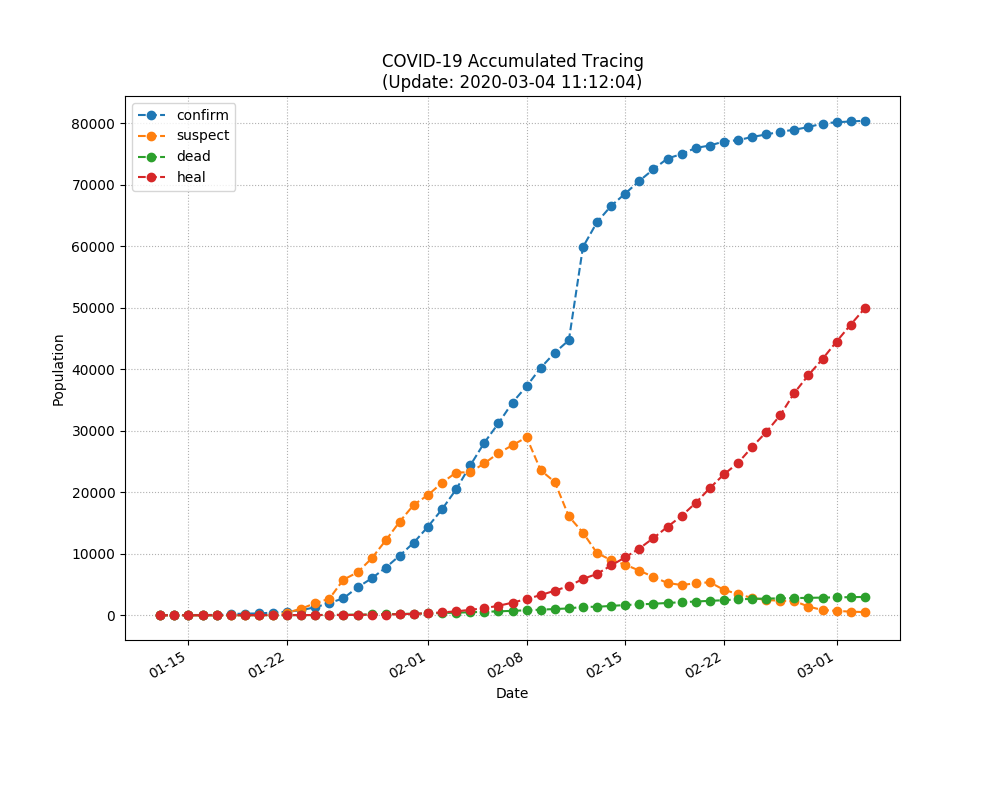 COVID-19 Accumulated Tracing
(Update: 2020-03-04 11:12:04)
confirm
suspect
dead
heal
80000
70000
60000
50000
40000
30000
20000
10000
0
Population
01-15
01-22
02-01
02-08
02-15
02-22
03-01
Date